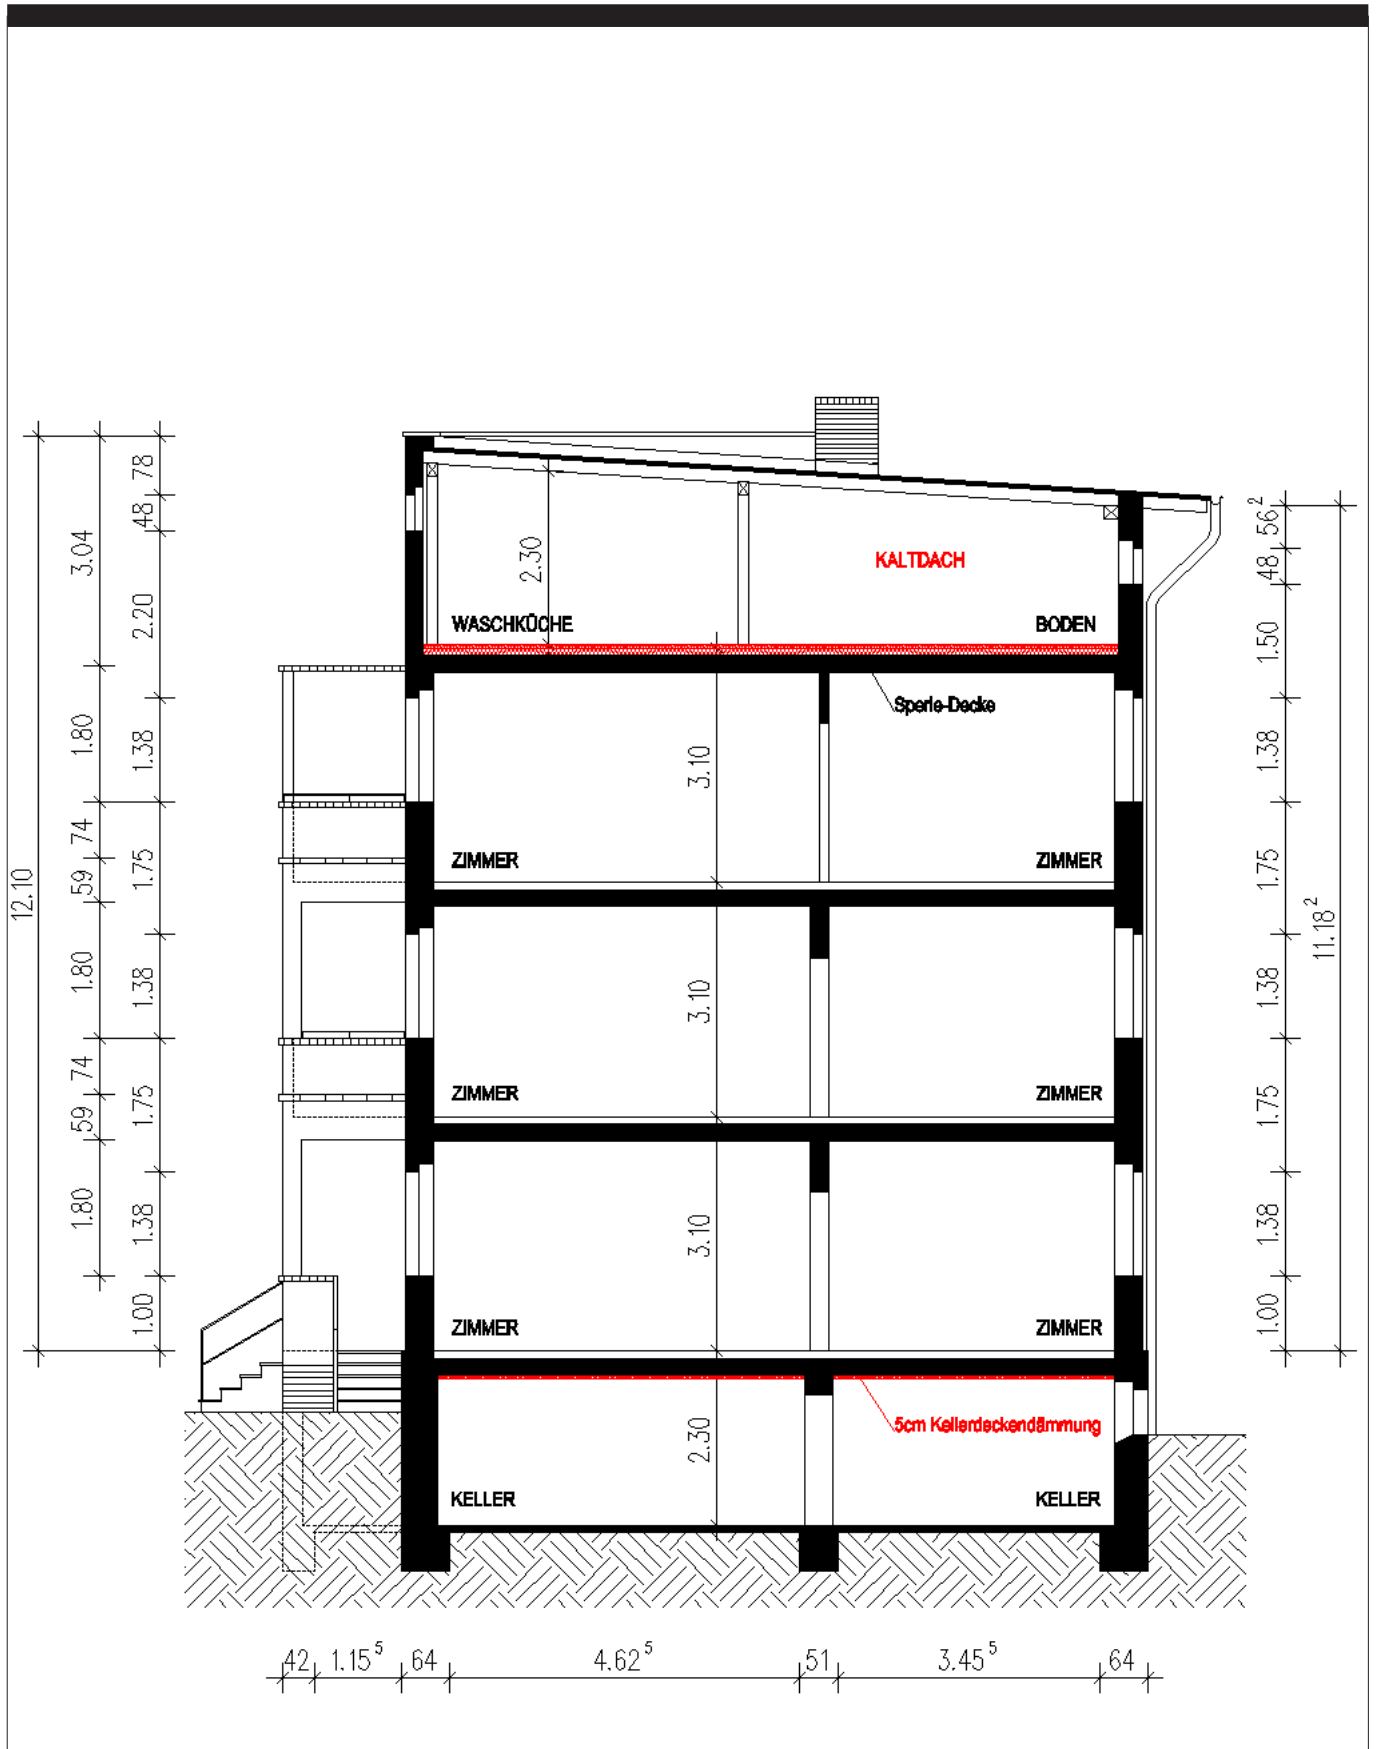 78
56²
48
3.04
2.30
KALTDACH
48
2.20
WASCHKÜCHE
BODEN
1.50
Sperle-Decke
1.80
1.38
3.10
1.38
74
1.75
ZIMMER
ZIMMER
1.75
59
12.10
11.18²
1.80
1.38
3.10
1.38
74
1.75
ZIMMER
ZIMMER
1.75
59
1.80
1.38
3.10
1.38
1.00
ZIMMER
ZIMMER
1.00
5cm Kellerdeckendämmung
2.30
KELLER
KELLER
42 1.15⁵ 64 4.62⁵ 51 3.45⁵ 64